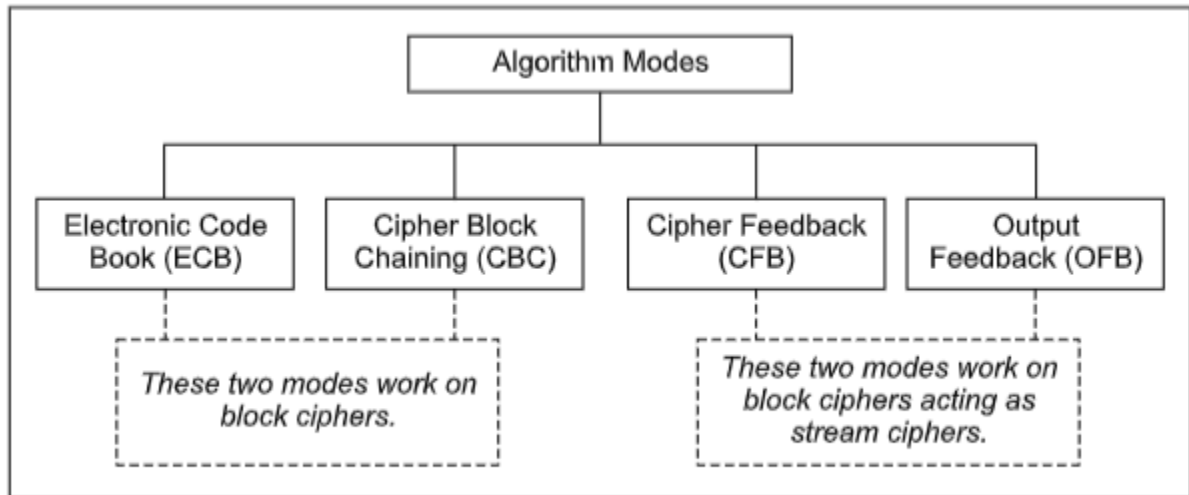 Algorithm Modes
Electronic Code
Book (ECB)
Cipher Block
Chaining (CBC)
Cipher Feedback
(CFB)
Output
Feedback (OFB)
These two modes work on
block ciphers.
These two modes work on
block ciphers acting as
stream ciphers.